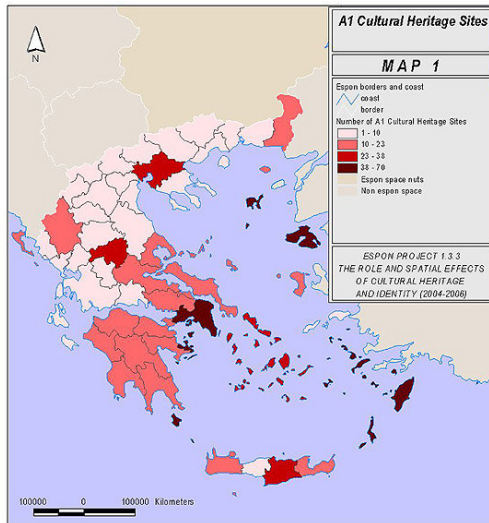 A1 Cultural Heritage Sites
MAP 1
N
Espon borders and coast
coast
border
Number of A1 Cultural Heritage Sites
1 - 10
10 - 23
23 - 38
38 - 70
Espon space nuts
Non espon space
ESPON PROJECT 1.3.3
THE ROLE AND SPATIAL EFFECTS
OF CULTURAL HERITAGE
AND IDENTITY (2004-2006)
100000 0 100000 Kilometers